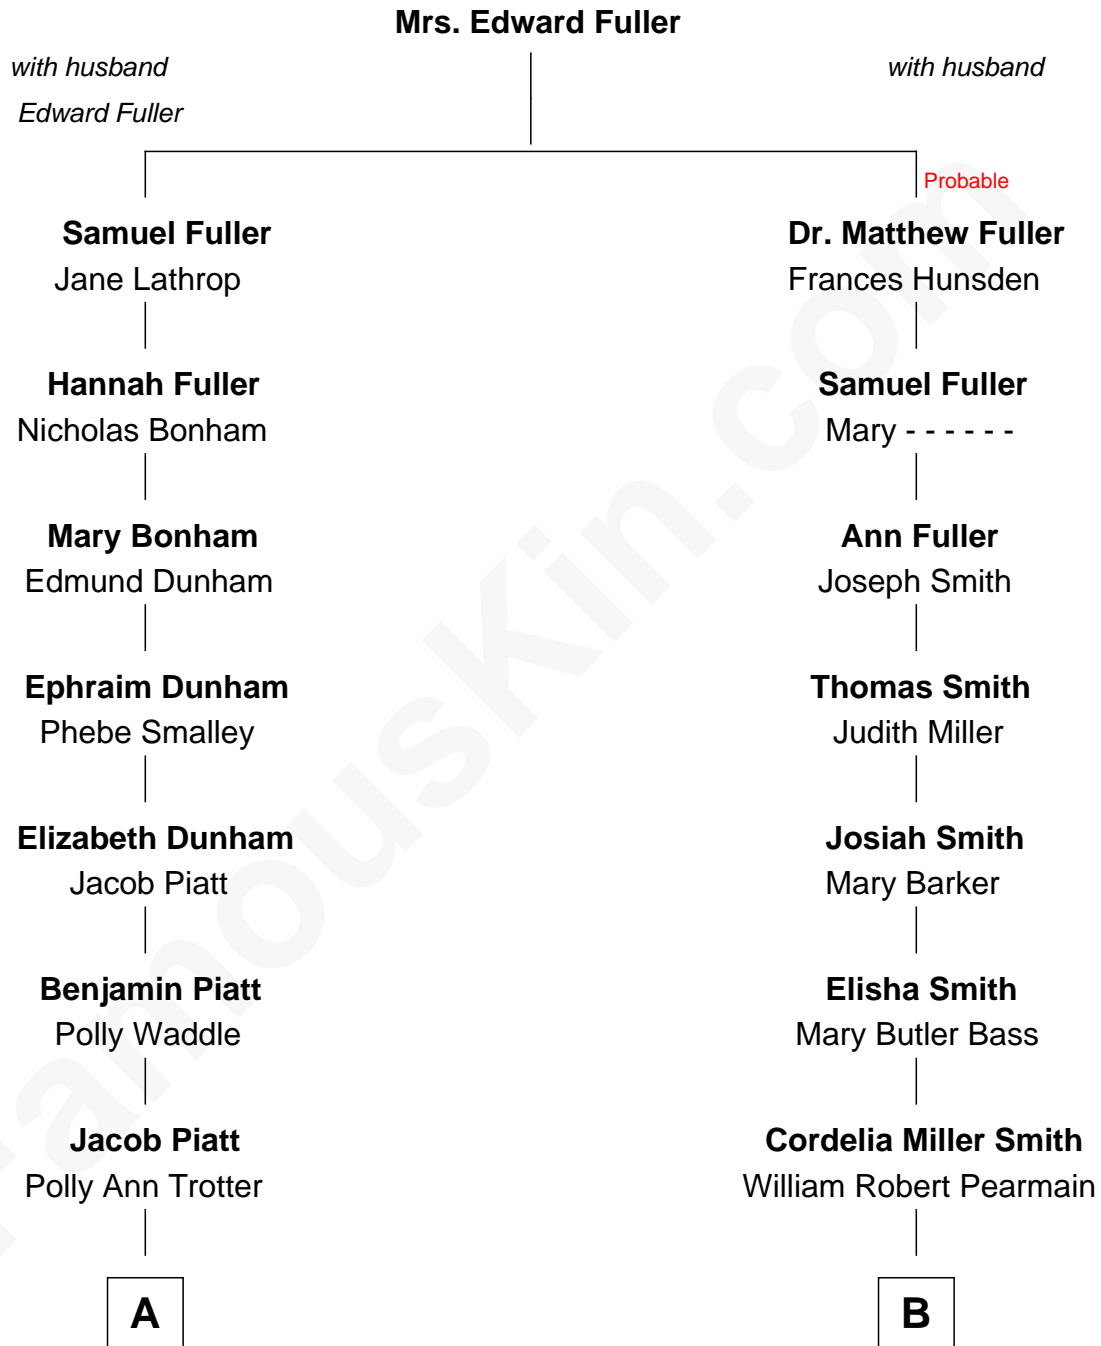 Mrs. Edward Fuller
with husband
Edward Fuller
with husband
Probable
Samuel Fuller
Jane Lathrop
Dr. Matthew Fuller
Frances Hunsden
Hannah Fuller
Nicholas Bonham
Samuel Fuller
Mary - - - - - -
Mary Bonham
Edmund Dunham
Ann Fuller
Joseph Smith
Ephraim Dunham
Phebe Smalley
Thomas Smith
Judith Miller
Elizabeth Dunham
Jacob Piatt
Josiah Smith
Mary Barker
Benjamin Piatt
Polly Waddle
Elisha Smith
Mary Butler Bass
Jacob Piatt
Polly Ann Trotter
Cordelia Miller Smith
William Robert Pearmain
A
B
FamousKin.com